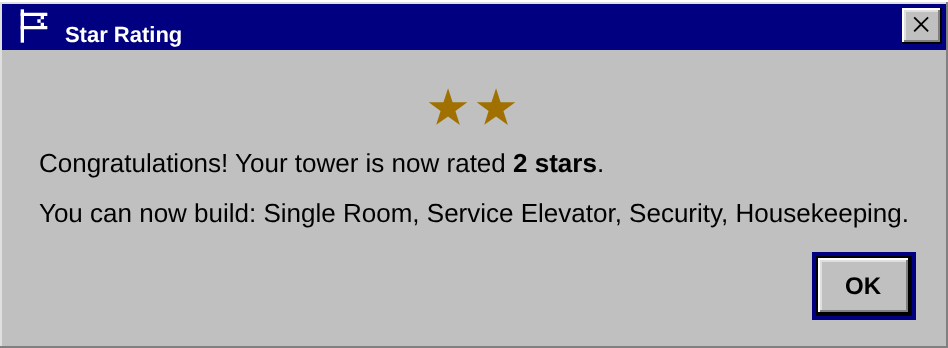 Star Rating
Congratulations! Your tower is now rated 2 stars.
You can now build: Single Room, Service Elevator, Security, Housekeeping.
OK